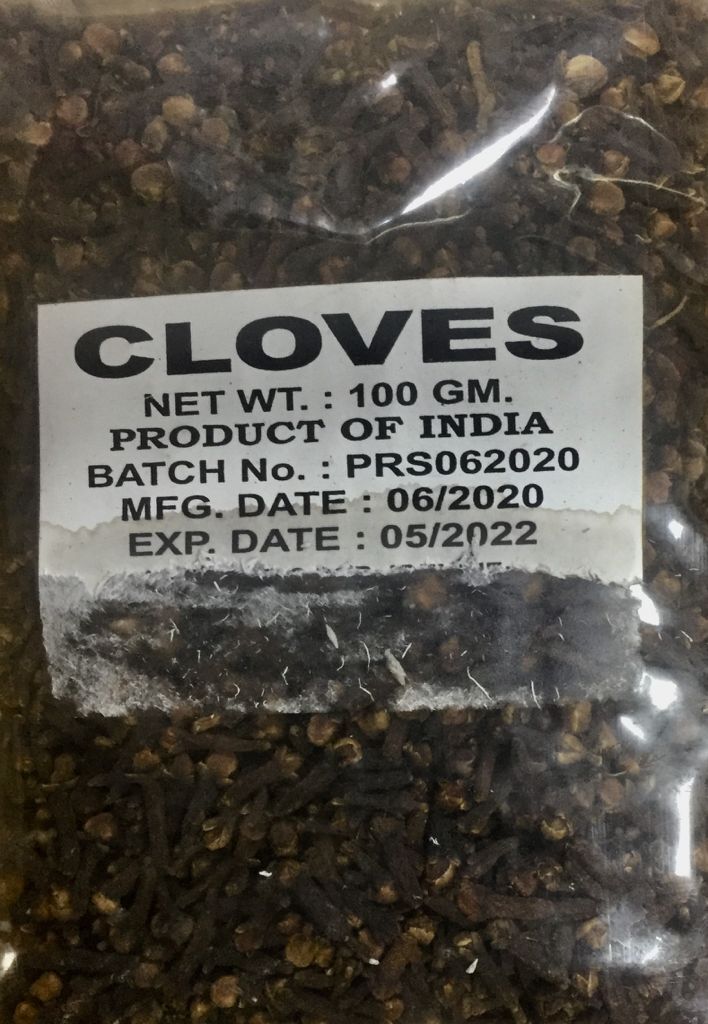 CLOVES
NET WT. : 100 GM.
PRODUCT OF INDIA
BATCH No. : PRS062020
MFG. DATE : 06/2020
EXP. DATE : 05/2022